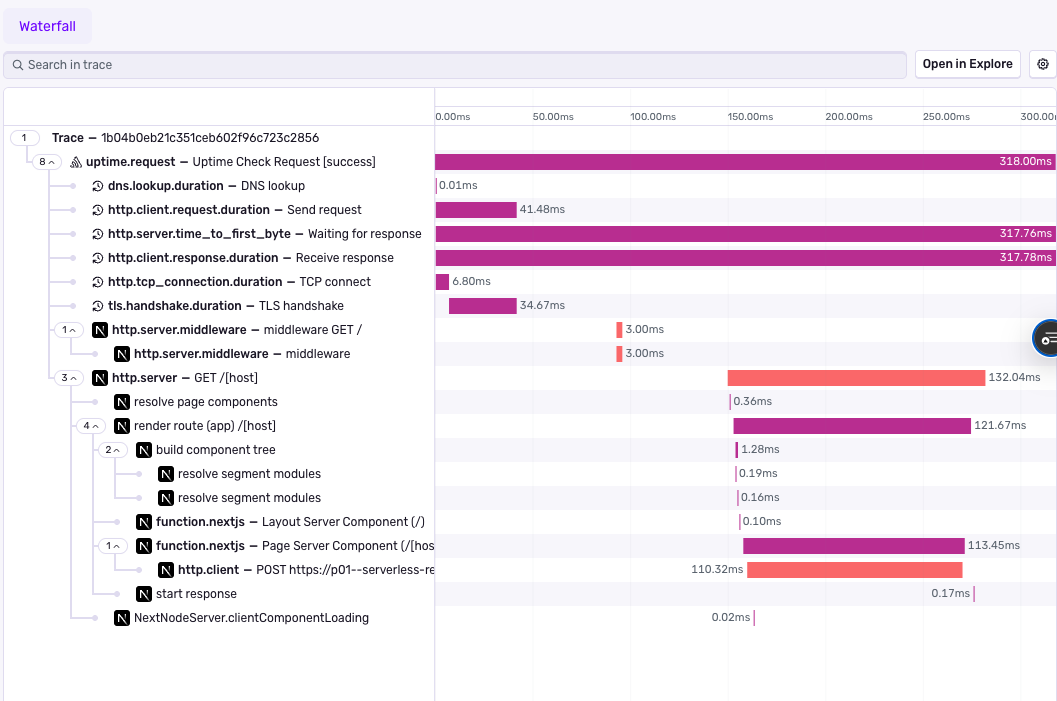 Waterfall
Search in trace
Open in Explore
0.00ms 50.00ms 100.00ms 150.00ms 200.00ms 250.00ms 300.00
1 Trace — 1b04b0eb21c351ceb602f96c723c2856
8 uptime.request — Uptime Check Request [success] 318.00ms
dns.lookup.duration — DNS lookup 0.01ms
http.client.request.duration — Send request 41.48ms
http.server.time_to_first_byte — Waiting for response 317.76ms
http.client.response.duration — Receive response 317.78ms
http.tcp_connection.duration — TCP connect 6.80ms
tls.handshake.duration — TLS handshake 34.67ms
1 N http.server.middleware — middleware GET / 3.00ms
N http.server.middleware — middleware 3.00ms
3 N http.server — GET /[host] 132.04ms
N resolve page components 0.36ms
4 N render route (app) /[host] 121.67ms
2 N build component tree 1.28ms
N resolve segment modules 0.19ms
N resolve segment modules 0.16ms
N function.nextjs — Layout Server Component (/) 0.10ms
1 N function.nextjs — Page Server Component (/[hos 113.45ms
N http.client — POST https://p01--serverless-re 110.32ms
N start response 0.17ms
N NextNodeServer.clientComponentLoading 0.02ms